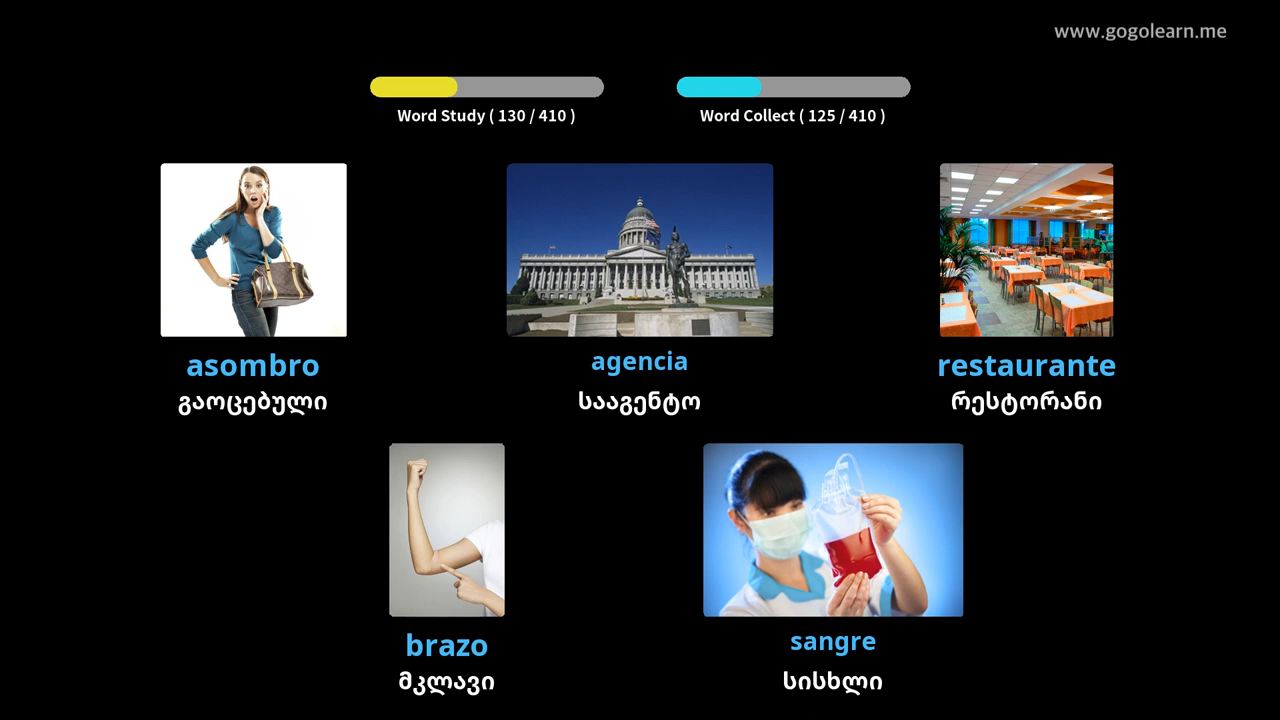 www.gogolearn.me
Word Study ( 130 / 410 )
Word Collect ( 125 / 410 )
asombro
გაოცებული
agencia
სააგენტო
restaurante
რესტორანი
brazo
მკლავი
sangre
სისხლი